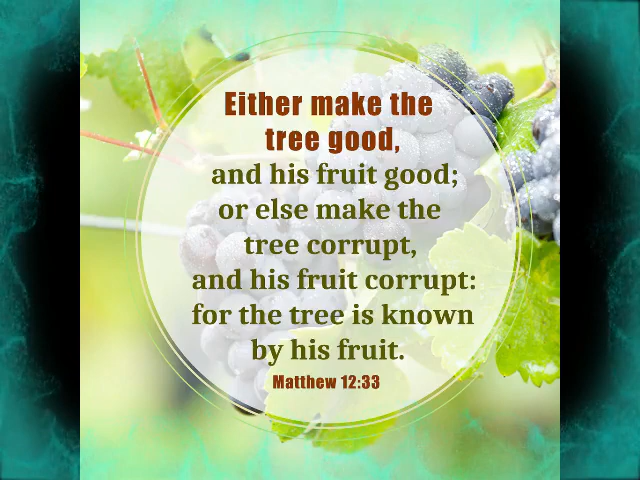 Either make the
tree good,
and his fruit good;
or else make the
tree corrupt,
and his fruit corrupt:
for the tree is known
by his fruit.
Matthew 12:33